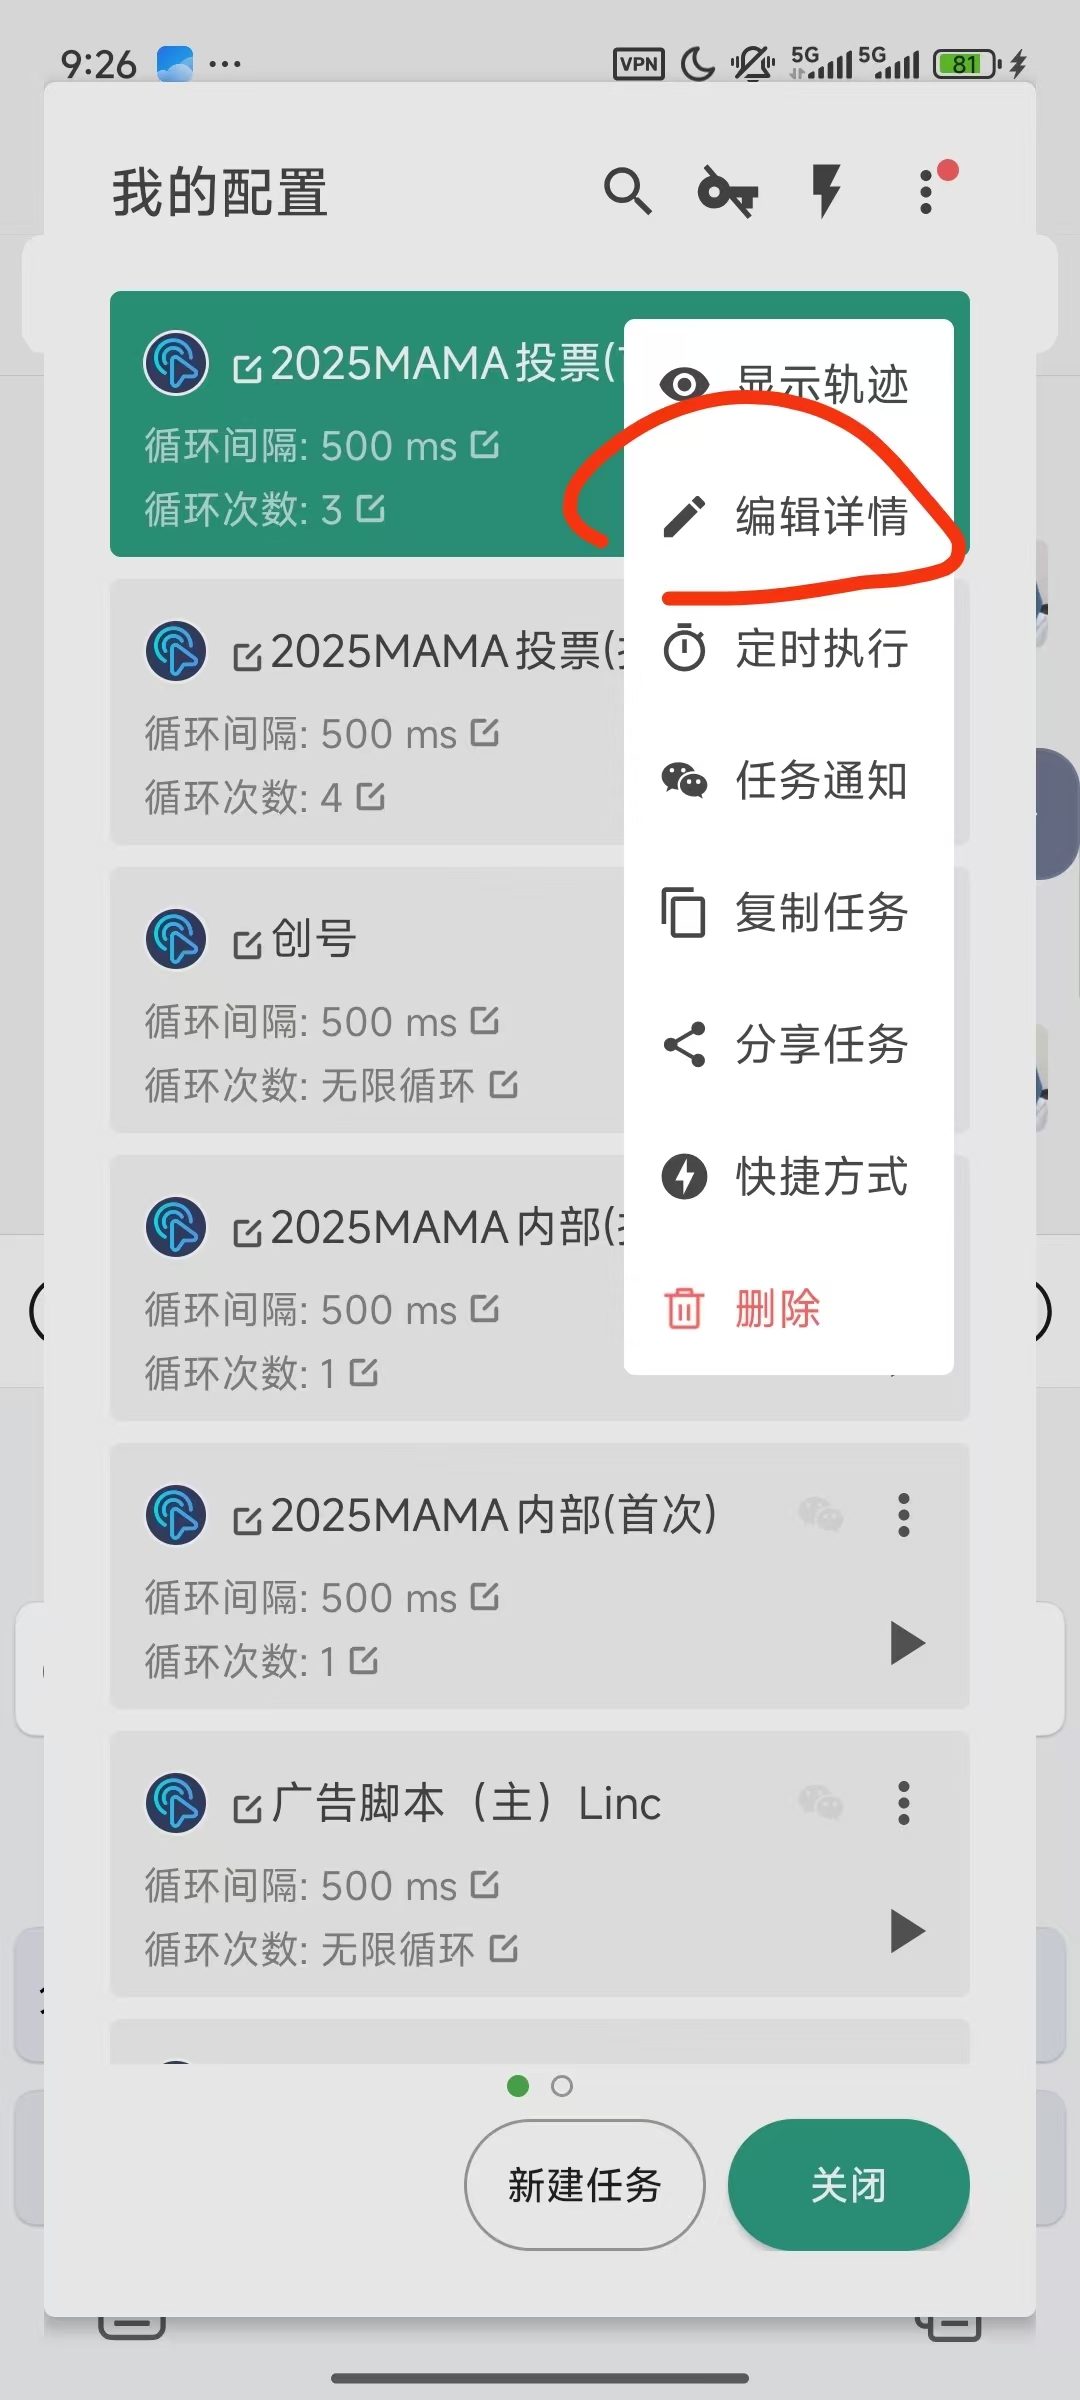 9:26 ... VPN 5G 5G 81
我的配置
2025MAMA投票(
显示轨迹
循环间隔: 500 ms
循环次数: 3
编辑详情
2025MAMA投票(
定时执行
循环间隔: 500 ms
任务通知
循环次数: 4
创号
复制任务
循环间隔: 500 ms
分享任务
循环次数: 无限循环
快捷方式
2025MAMA内部(
循环间隔: 500 ms
删除
循环次数: 1
2025MAMA内部(首次)
循环间隔: 500 ms
循环次数: 1
广告脚本（主）Linc
循环间隔: 500 ms
循环次数: 无限循环
新建任务
关闭